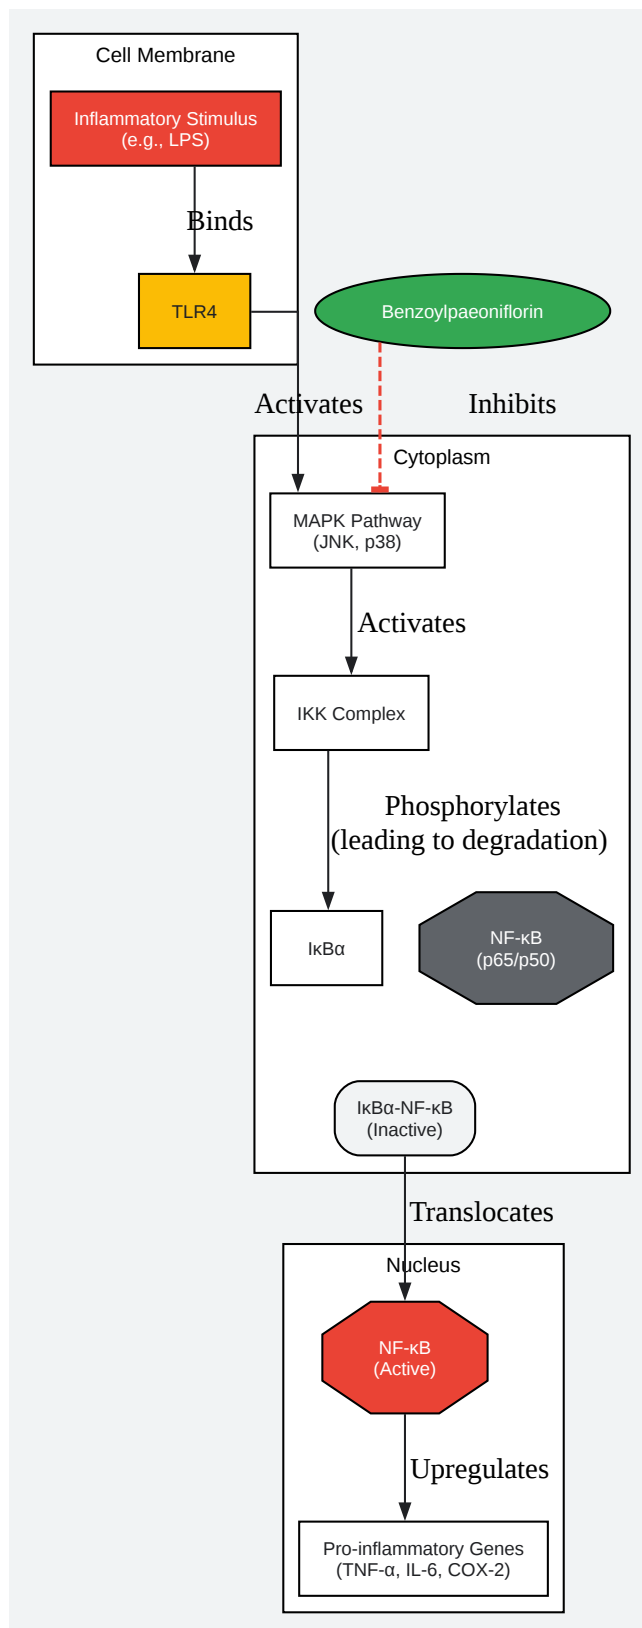 Cell Membrane
Inflammatory Stimulus
(e.g., LPS)
Binds
TLR4
Benzoylpaeoniflorin
Activates
Inhibits
Cytoplasm
MAPK Pathway
(JNK, p38)
Activates
IKK Complex
Phosphorylates
(leading to degradation)
IκBα
NF-κB
(p65/p50)
IκBα-NF-κB
(Inactive)
Translocates
Nucleus
NF-κB
(Active)
Upregulates
Pro-inflammatory Genes
(TNF-α, IL-6, COX-2)